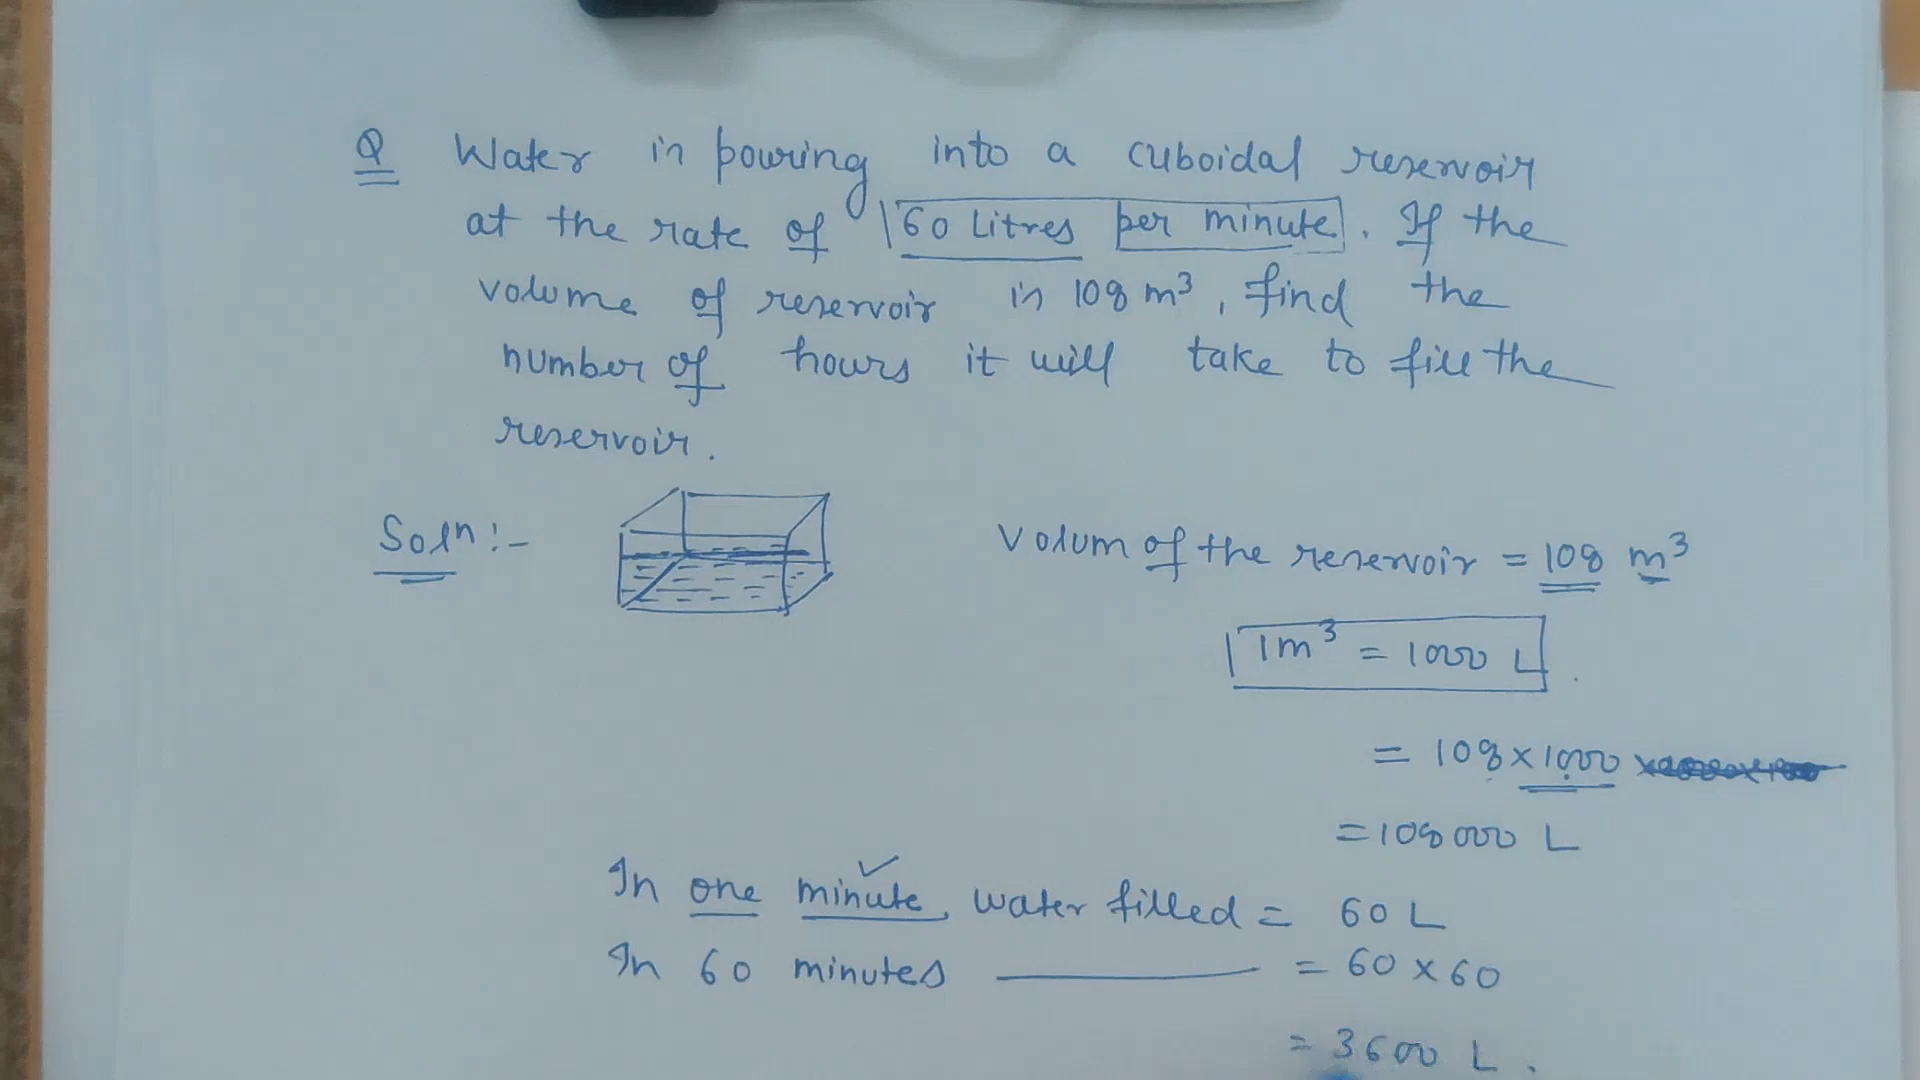 Q Water is pouring into a cuboidal reservoir
at the rate of 60 Litres per minute. If the
volume of reservoir is 108 m³, find the
number of hours it will take to fill the
reservoir.
Soln :-
Volum of the reservoir = 108 m³
1m³ = 1000 L
= 108 x 1000
= 108000 L
In one minute, water filled = 60 L
In 60 minutes ——— = 60 x 60
= 3600 L.